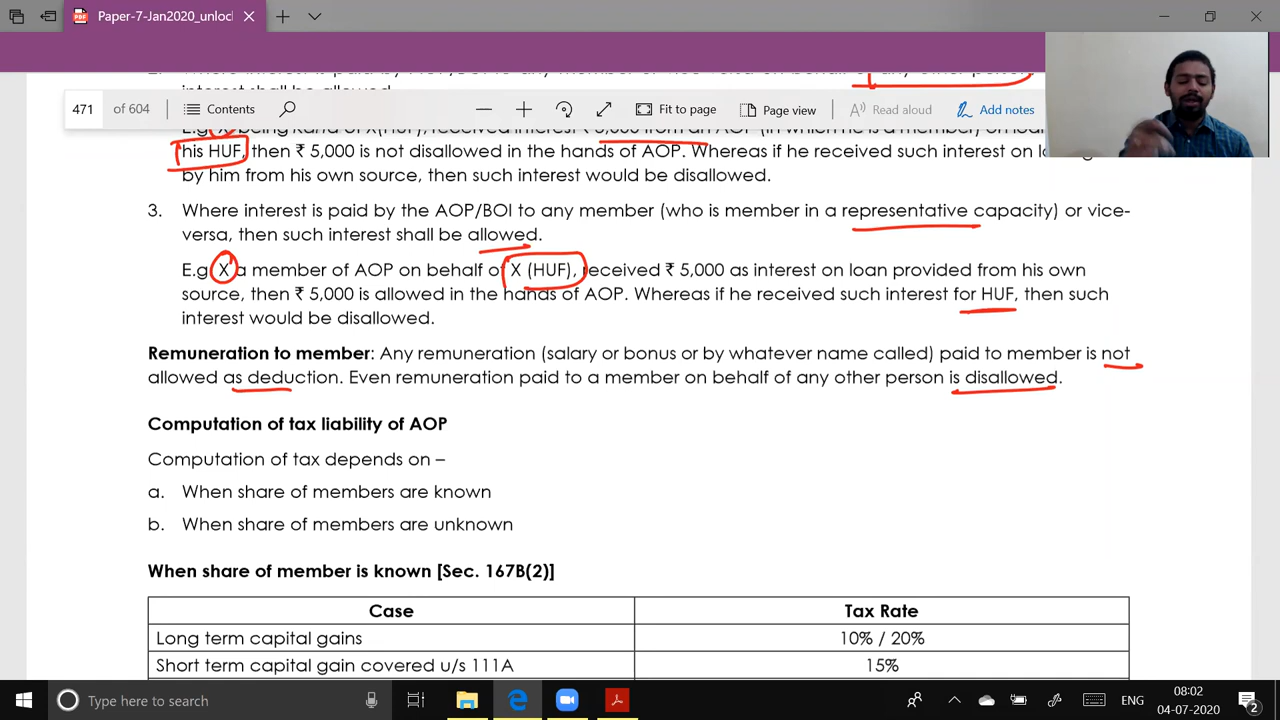 Paper-7-Jan2020_unloc
interest shall be allowed.
471 of 604 Contents Fit to page Page view Read aloud Add notes
his HUF, then ₹ 5,000 is not disallowed in the hands of AOP. Whereas if he received such interest on
by him from his own source, then such interest would be disallowed.
3. Where interest is paid by the AOP/BOI to any member (who is member in a representative capacity) or vice-
versa, then such interest shall be allowed.
E.g X a member of AOP on behalf of X (HUF), received ₹ 5,000 as interest on loan provided from his own
source, then ₹ 5,000 is allowed in the hands of AOP. Whereas if he received such interest for HUF, then such
interest would be disallowed.
Remuneration to member: Any remuneration (salary or bonus or by whatever name called) paid to member is not
allowed as deduction. Even remuneration paid to a member on behalf of any other person is disallowed.
Computation of tax liability of AOP
Computation of tax depends on –
a. When share of members are known
b. When share of members are unknown
When share of member is known [Sec. 167B(2)]
Case Tax Rate
Long term capital gains 10% / 20%
Short term capital gain covered u/s 111A 15%
Type here to search ENG 08:02
04-07-2020 2